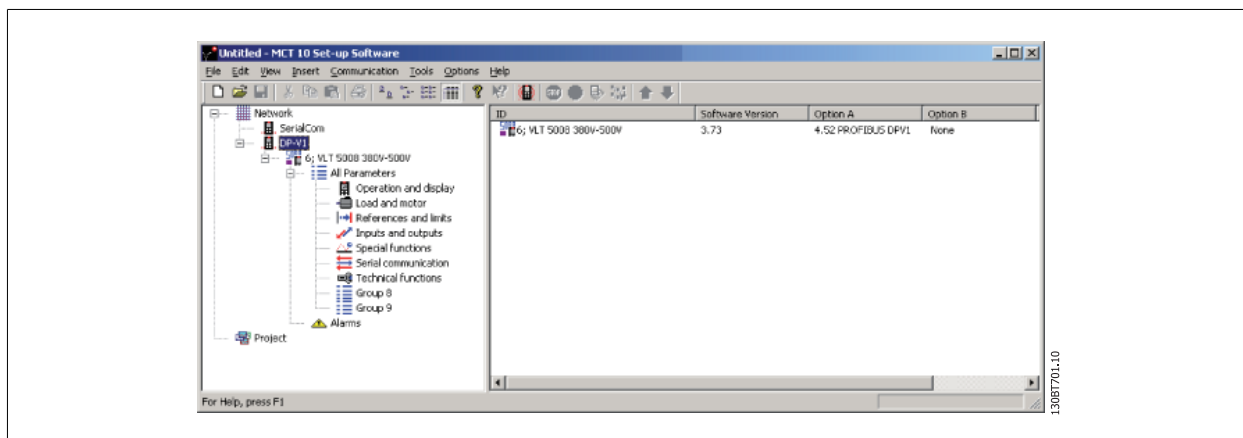 Untitled - MCT 10 Set-up Software
File Edit View Insert Communication Tools Options Help
Network
SerialCom
DP-V1
6; VLT 5008 380V-500V
All Parameters
Operation and display
Load and motor
References and limits
Inputs and outputs
Special functions
Serial communication
Technical functions
Group 8
Group 9
Alarms
Project
ID Software Version Option A Option B
6; VLT 5008 380V-500V 3.73 4.52 PROFIBUS DPV1 None
For Help, press F1
130BT701.10